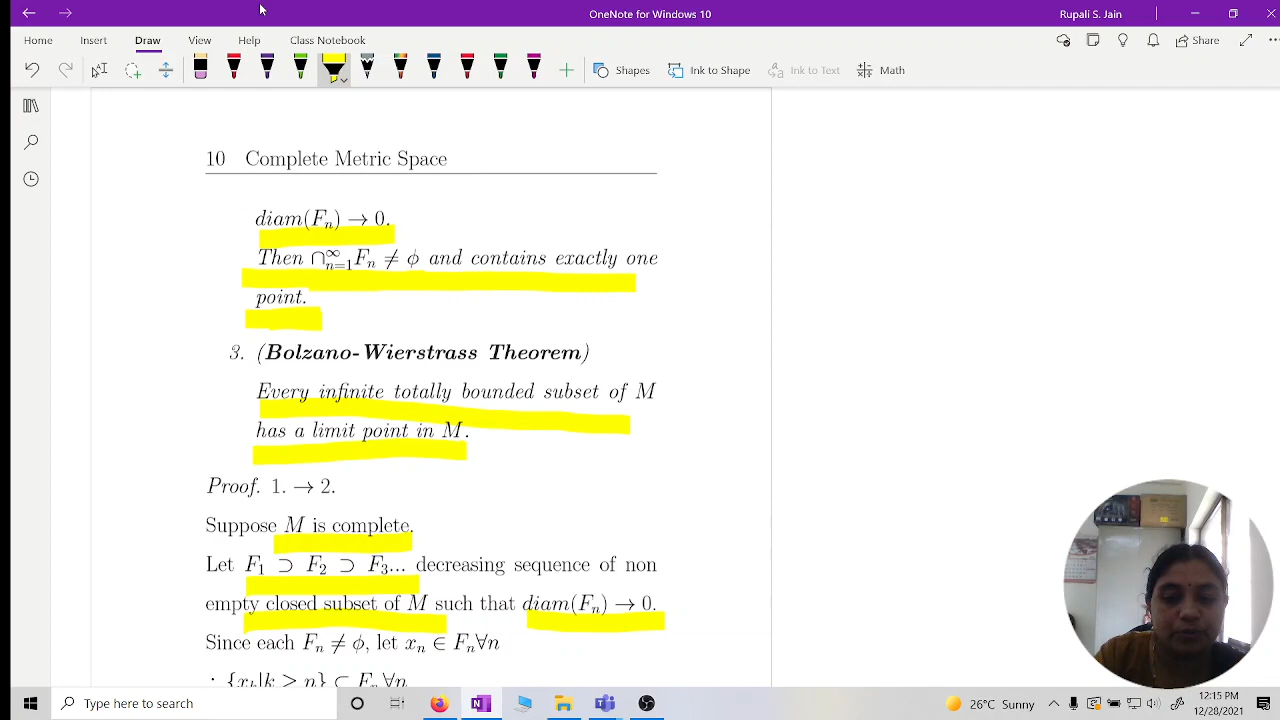 OneNote for Windows 10
Rupali S. Jain
Home Insert Draw View Help Class Notebook
Share
Shapes Ink to Shape Ink to Text Math
10 Complete Metric Space
diam(Fₙ) → 0.
Then ∩∞n=1 Fₙ ≠ ϕ and contains exactly one
point.
3. (Bolzano-Wierstrass Theorem)
Every infinite totally bounded subset of M
has a limit point in M.
Proof. 1. → 2.
Suppose M is complete.
Let F₁ ⊃ F₂ ⊃ F₃... decreasing sequence of non
empty closed subset of M such that diam(Fₙ) → 0.
Since each Fₙ ≠ ϕ, let xₙ ∈ Fₙ∀n
∴ {xₖ|k ≥ n} ⊂ Fₙ∀n
Type here to search
26°C Sunny
12:15 PM
12/28/2021